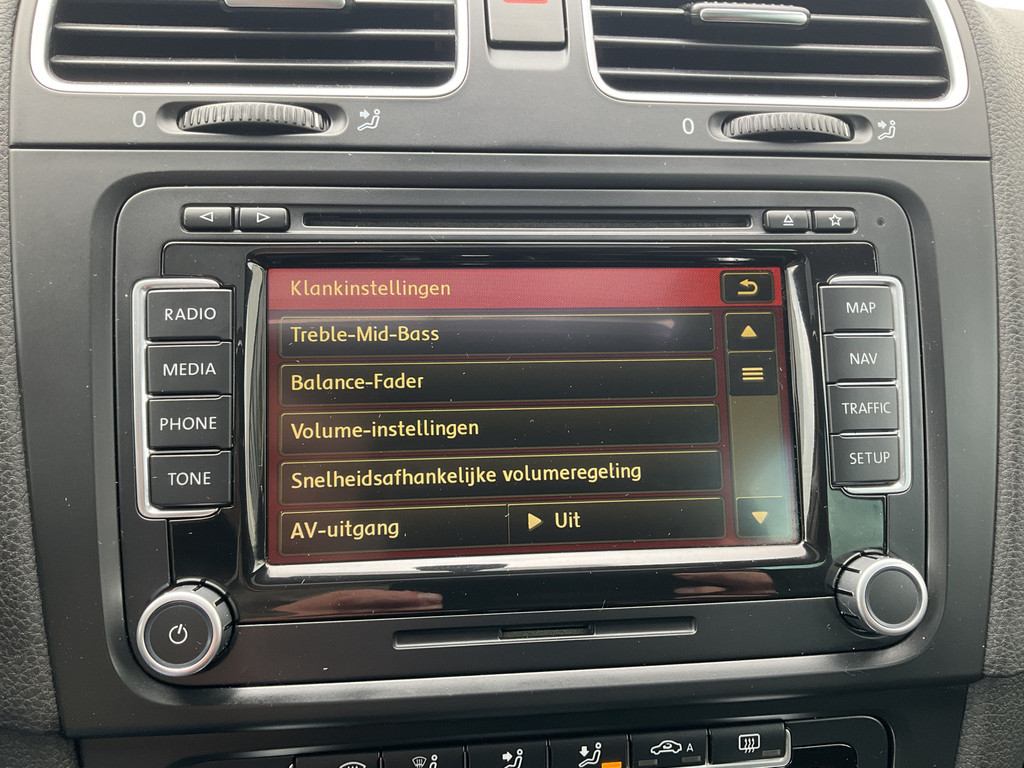 0
0
RADIO
MEDIA
PHONE
TONE
Klankinstellingen
Treble-Mid-Bass
Balance-Fader
Volume-instellingen
Snelheidsafhankelijke volumeregeling
AV-uitgang
Uit
MAP
NAV
TRAFFIC
SETUP
A